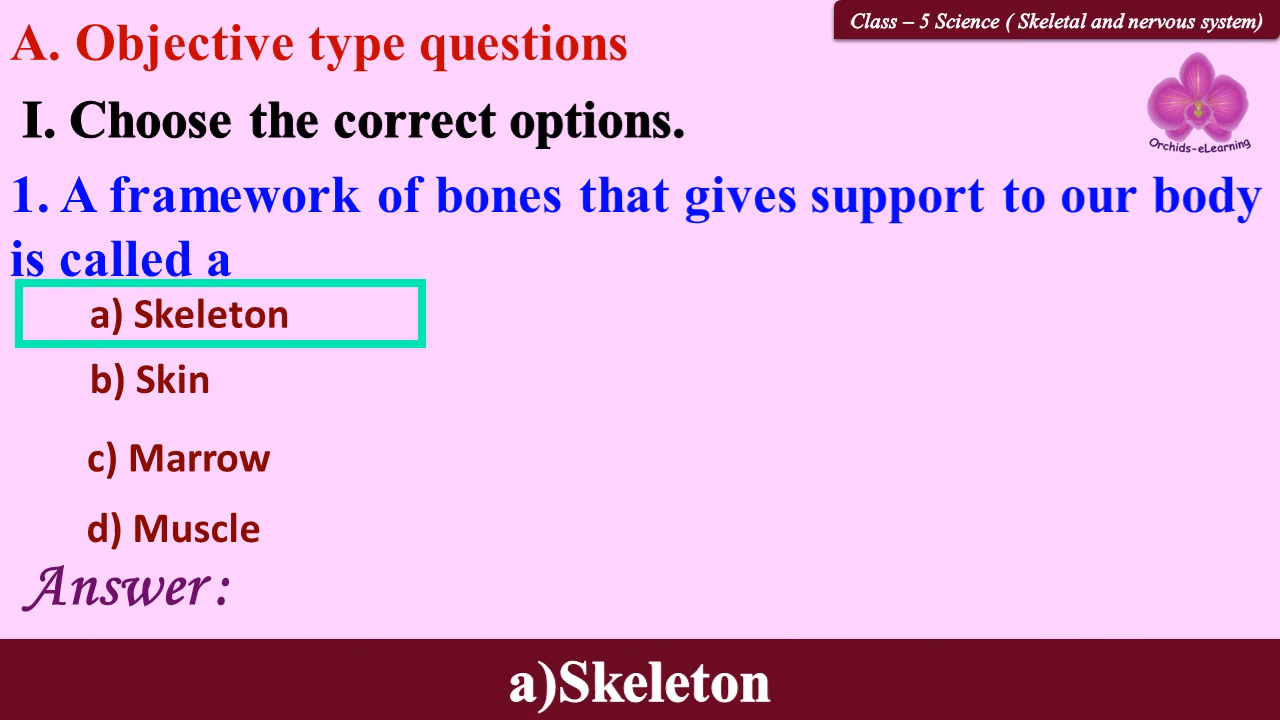 Class – 5 Science ( Skeletal and nervous system)
A. Objective type questions
I. Choose the correct options.
Orchids-eLearning
1. A framework of bones that gives support to our body
is called a
a) Skeleton
b) Skin
c) Marrow
d) Muscle
Answer :
a)Skeleton